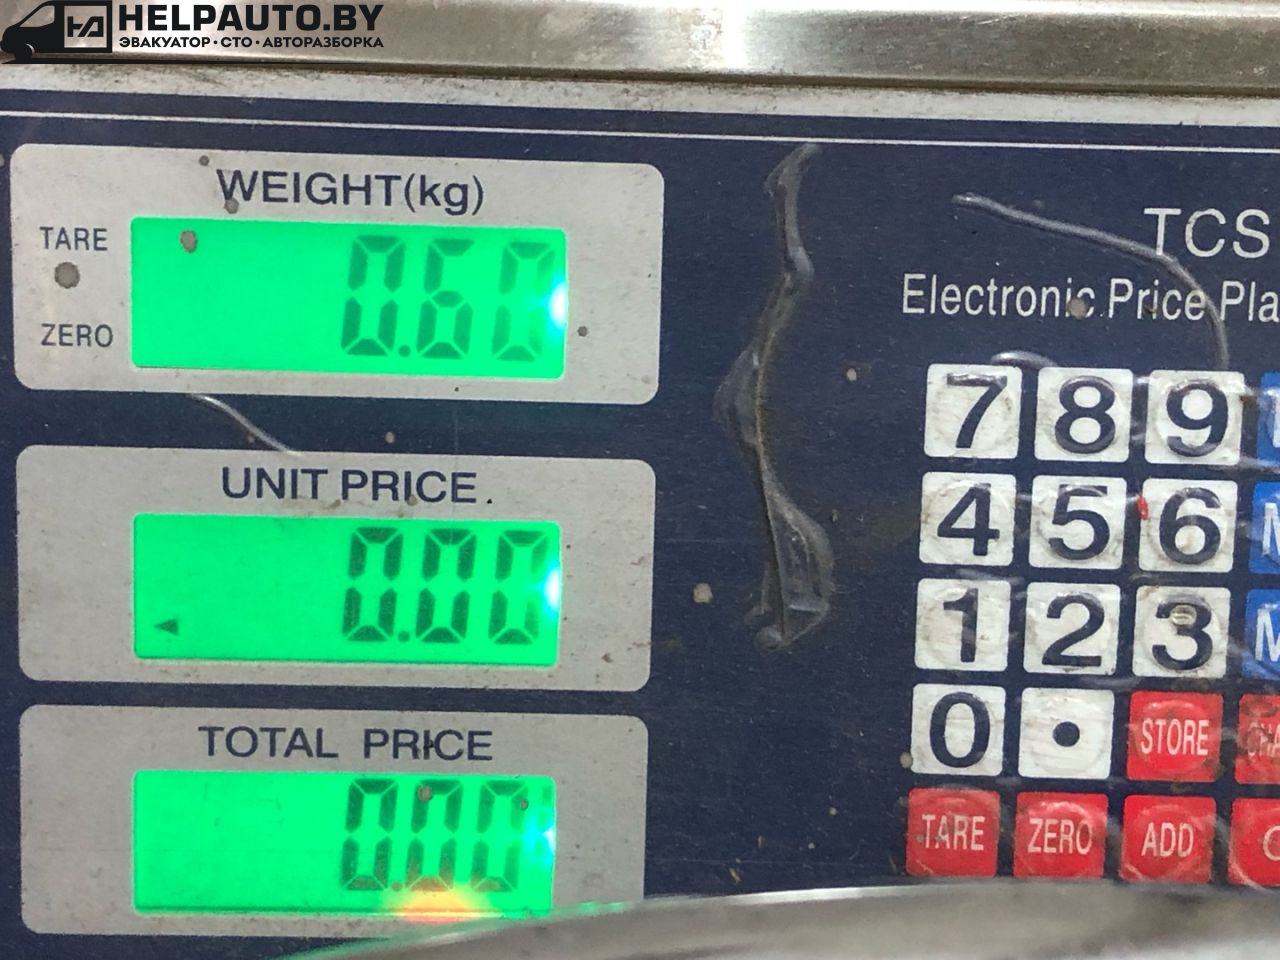 HELPAUTO.BY
ЭВАКУАТОР · СТО · АВТОРАЗБОРКА
WEIGHT(kg)
TARE
0.60
ZERO
UNIT PRICE
0.00
TOTAL PRICE
0.00
TCS
Electronic Price Pla
7 8 9
4 5 6 M
1 2 3 M
0 . STORE CHA
TARE ZERO ADD C